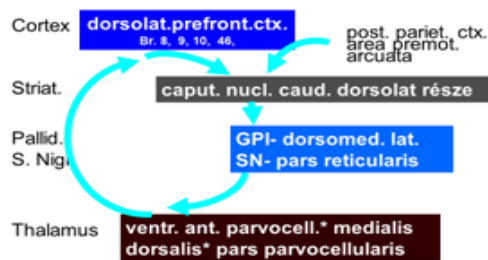 Cortex
dorsolat.prefront.ctx.
Br. 8, 9, 10, 46,
post. pariet. ctx.
area premot.
arcuata
Striat.
caput. nucl. caud. dorsolat része
Pallid.
GPI- dorsomed. lat.
S. Nig
SN- pars reticularis
Thalamus
ventr. ant. parvocell.* medialis
dorsalis* pars parvocellularis